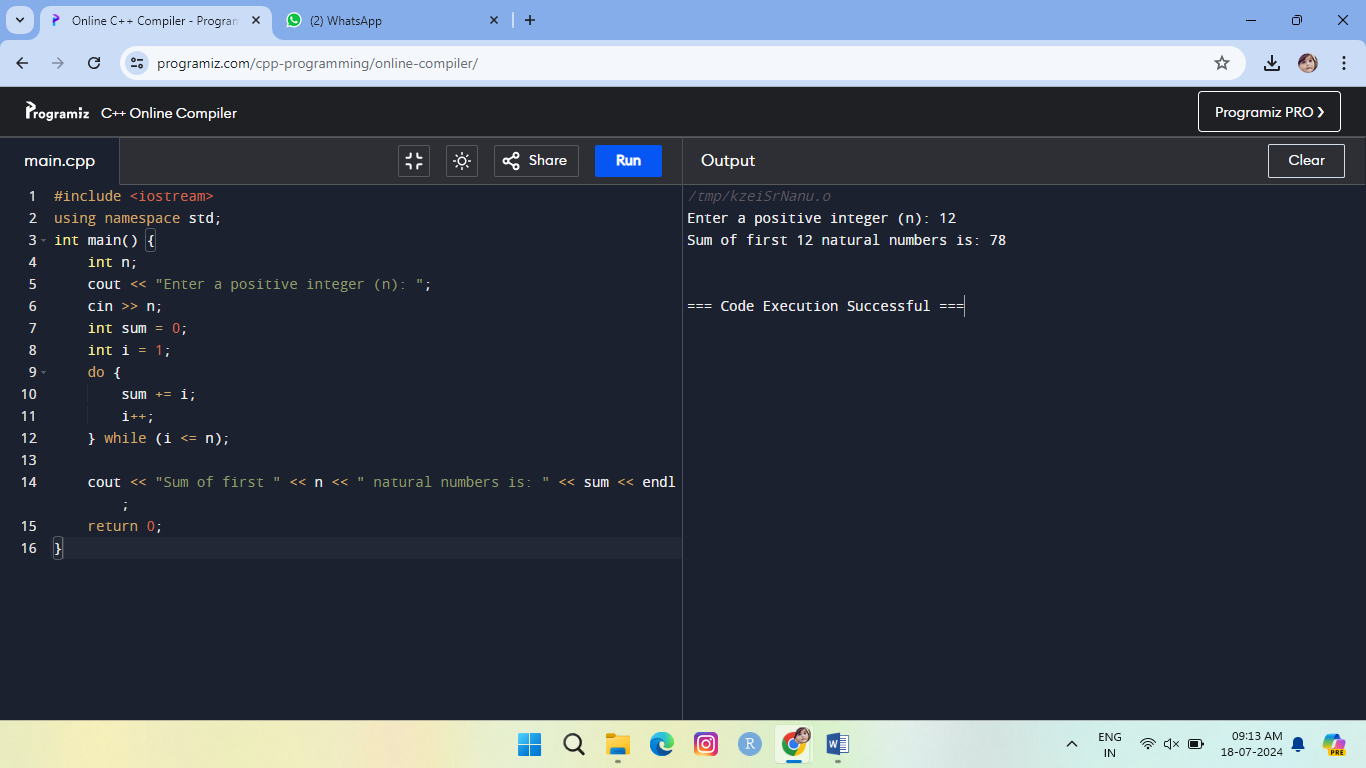 Online C++ Compiler - Program
(2) WhatsApp
programiz.com/cpp-programming/online-compiler/
Programiz C++ Online Compiler
Programiz PRO ❯
main.cpp
Share
Run
Output
Clear
1 #include <iostream>
2 using namespace std;
3 int main() {
4 int n;
5 cout << "Enter a positive integer (n): ";
6 cin >> n;
7 int sum = 0;
8 int i = 1;
9 do {
10 sum += i;
11 i++;
12 } while (i <= n);
13
14 cout << "Sum of first " << n << " natural numbers is: " << sum << endl
;
15 return 0;
16 }
/tmp/kzeiSrNanu.o
Enter a positive integer (n): 12
Sum of first 12 natural numbers is: 78
=== Code Execution Successful ===
R
W
ENG
IN
09:13 AM
18-07-2024
PRE